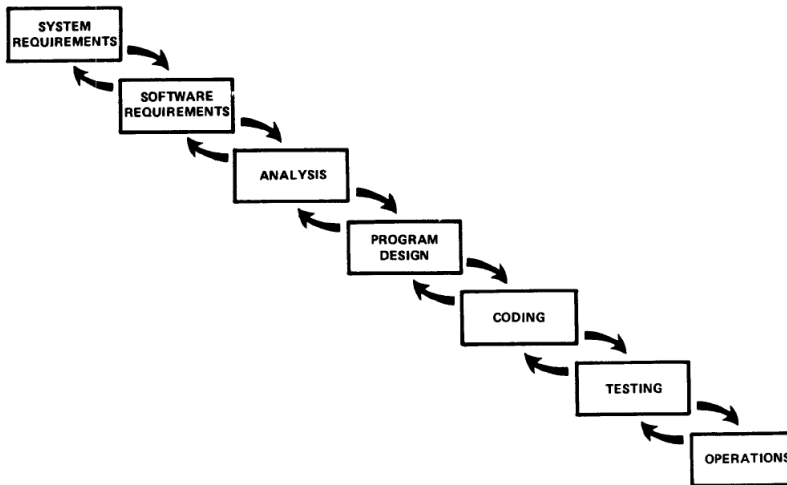 SYSTEM
REQUIREMENTS
SOFTWARE
REQUIREMENTS
ANALYSIS
PROGRAM
DESIGN
CODING
TESTING
OPERATIONS